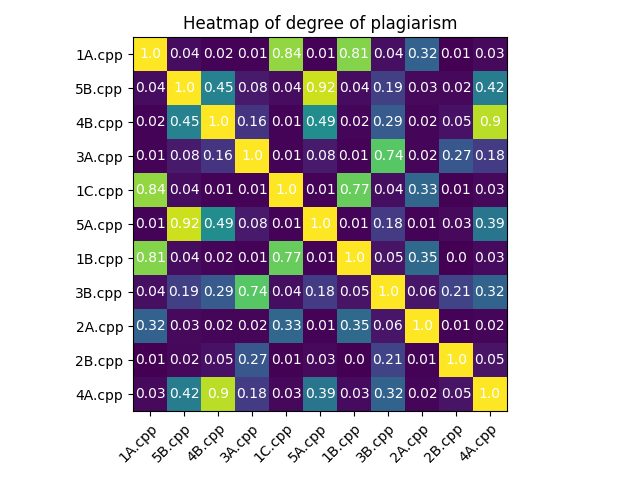 Heatmap of degree of plagiarism
1A.cpp 1.0 0.04 0.02 0.01 0.84 0.01 0.81 0.04 0.32 0.01 0.03
5B.cpp 0.04 1.0 0.45 0.08 0.04 0.92 0.04 0.19 0.03 0.02 0.42
4B.cpp 0.02 0.45 1.0 0.16 0.01 0.49 0.02 0.29 0.02 0.05 0.9
3A.cpp 0.01 0.08 0.16 1.0 0.01 0.08 0.01 0.74 0.02 0.27 0.18
1C.cpp 0.84 0.04 0.01 0.01 1.0 0.01 0.77 0.04 0.33 0.01 0.03
5A.cpp 0.01 0.92 0.49 0.08 0.01 1.0 0.01 0.18 0.01 0.03 0.39
1B.cpp 0.81 0.04 0.02 0.01 0.77 0.01 1.0 0.05 0.35 0.0 0.03
3B.cpp 0.04 0.19 0.29 0.74 0.04 0.18 0.05 1.0 0.06 0.21 0.32
2A.cpp 0.32 0.03 0.02 0.02 0.33 0.01 0.35 0.06 1.0 0.01 0.02
2B.cpp 0.01 0.02 0.05 0.27 0.01 0.03 0.0 0.21 0.01 1.0 0.05
4A.cpp 0.03 0.42 0.9 0.18 0.03 0.39 0.03 0.32 0.02 0.05 1.0
1A.cpp 5B.cpp 4B.cpp 3A.cpp 1C.cpp 5A.cpp 1B.cpp 3B.cpp 2A.cpp 2B.cpp 4A.cpp